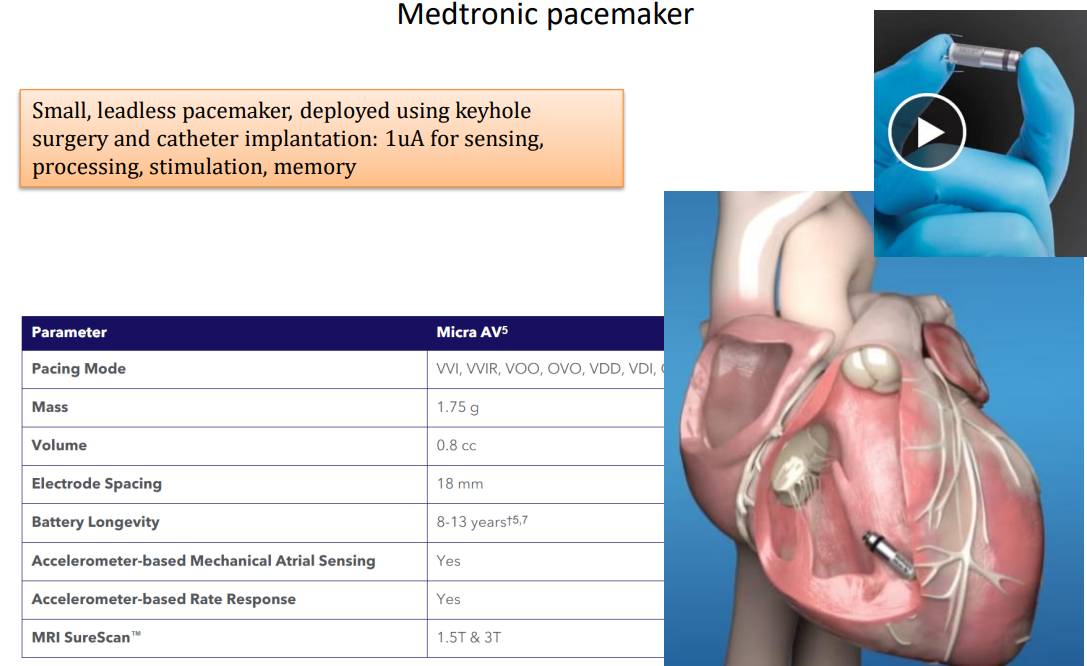 Medtronic pacemaker
Small, leadless pacemaker, deployed using keyhole
surgery and catheter implantation: 1uA for sensing,
processing, stimulation, memory
Parameter Micra AV⁵
Pacing Mode VVI, VVIR, VOO, OVO, VDD, VDI,
Mass 1.75 g
Volume 0.8 cc
Electrode Spacing 18 mm
Battery Longevity 8-13 years†⁵,⁷
Accelerometer-based Mechanical Atrial Sensing Yes
Accelerometer-based Rate Response Yes
MRI SureScan™ 1.5T & 3T